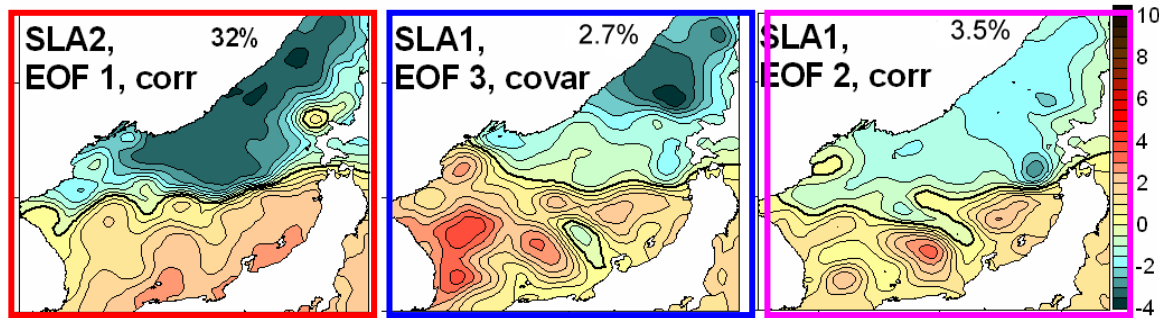 SLA2, 32%
EOF 1, corr
SLA1, 2.7%
EOF 3, covar
SLA1, 3.5%
EOF 2, corr
10
8
6
4
2
0
-2
-4